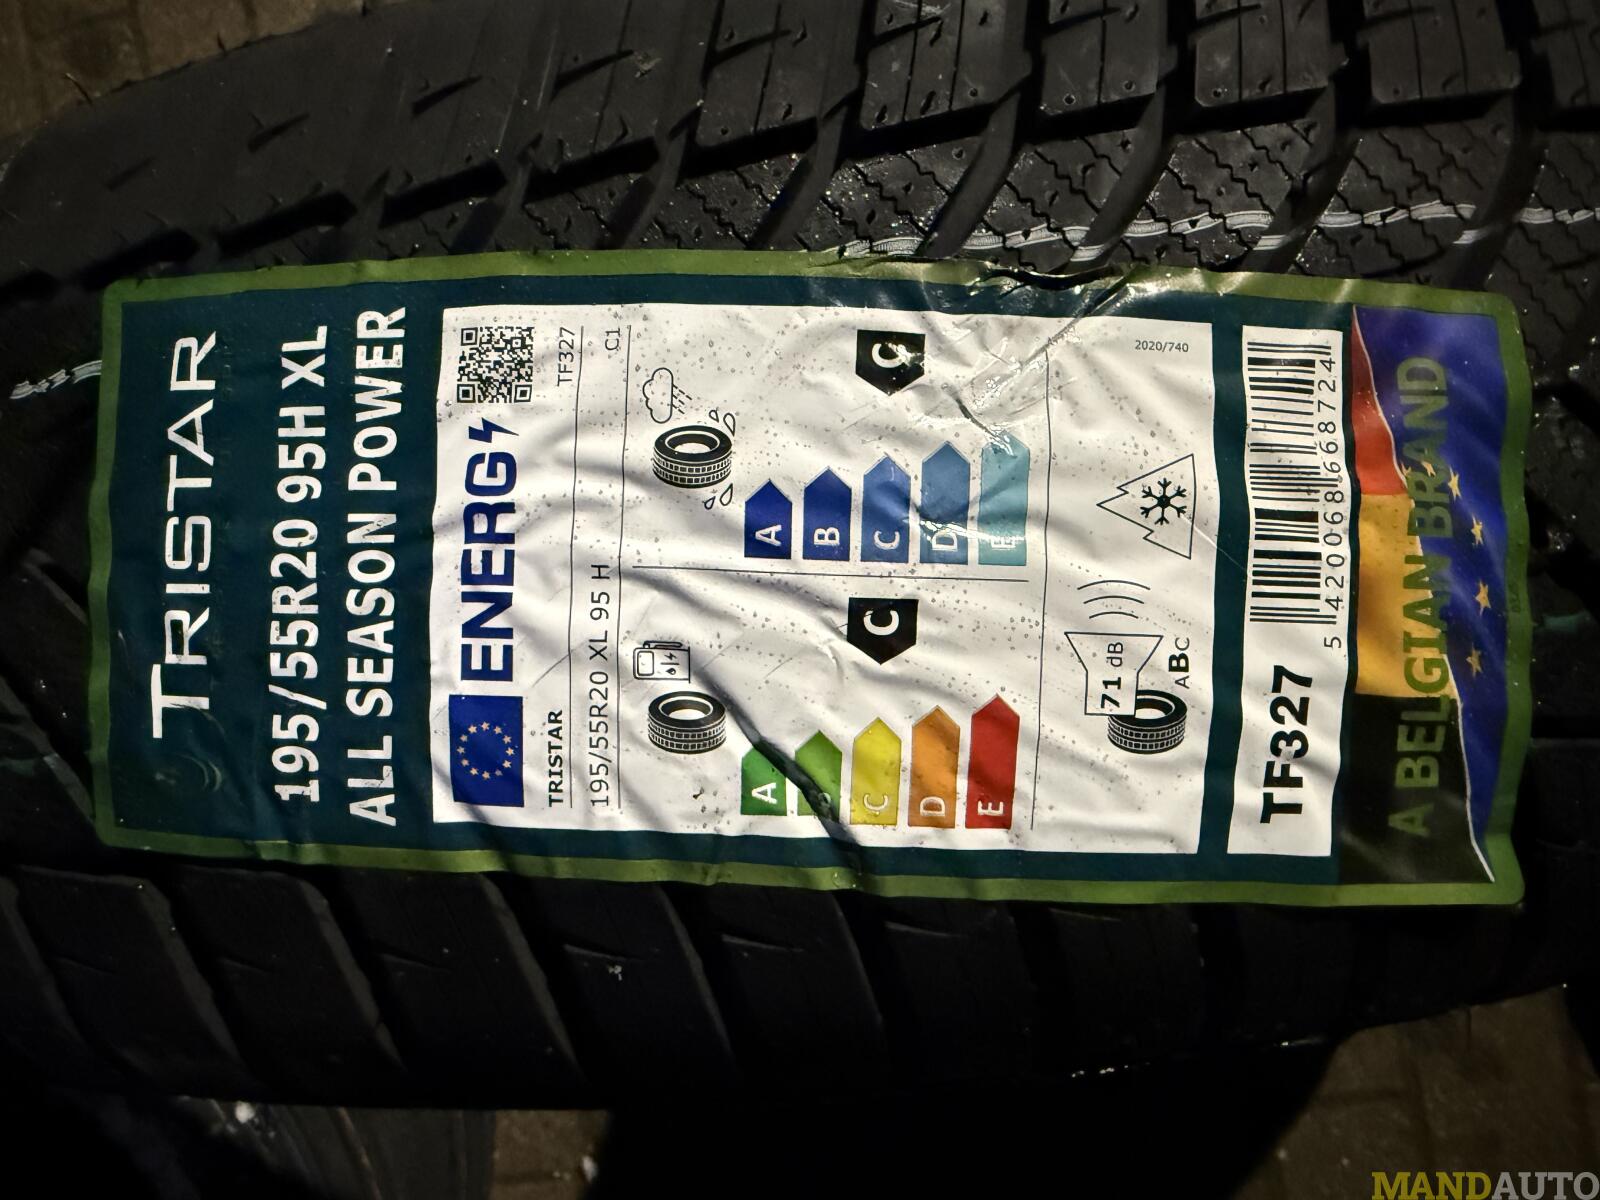 TRISTAR
195/55R20 95H XL
ALL SEASON POWER
ENERG
TRISTAR
TF327
195/55R20 XL 95 H
C1
A
B
C
D
E
C
A
B
C
D
E
C
71 dB
ABC
2020/740
TF327
5 420068 668724
A BELGIAN BRAND
MANDAUTO